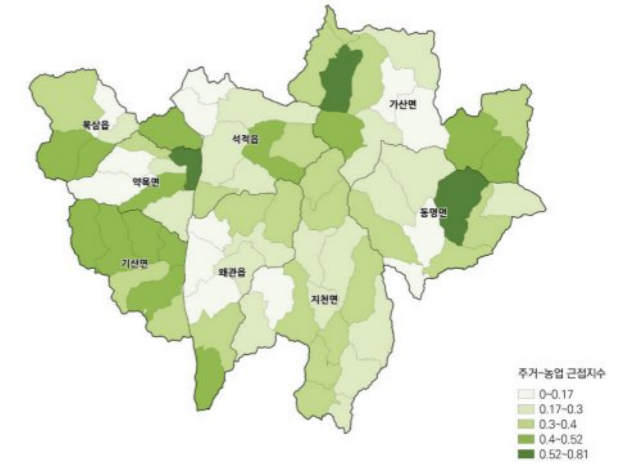 가산면
북삼읍
석적읍
약목면
동명면
기산면
왜관읍
지천면
주거-농업 근접지수
0~0.17
0.17~0.3
0.3~0.4
0.4~0.52
0.52~0.81